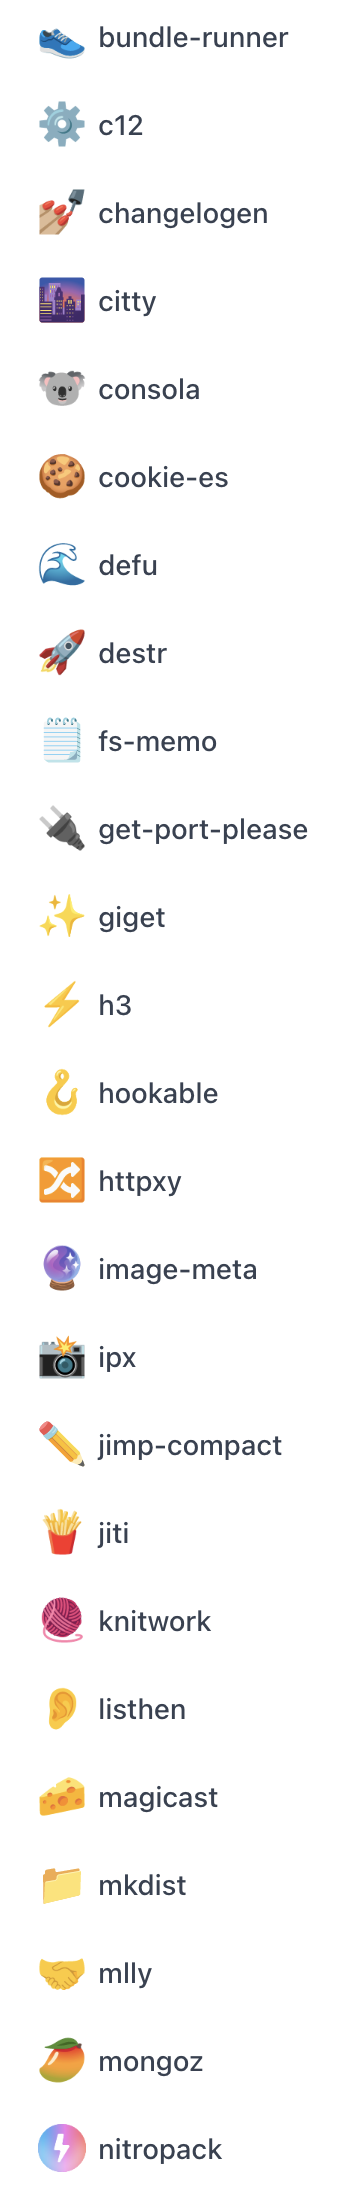 bundle-runner
c12
changelogen
citty
consola
cookie-es
defu
destr
fs-memo
get-port-please
giget
h3
hookable
httpxy
image-meta
ipx
jimp-compact
jiti
knitwork
listhen
magicast
mkdist
mlly
mongoz
nitropack